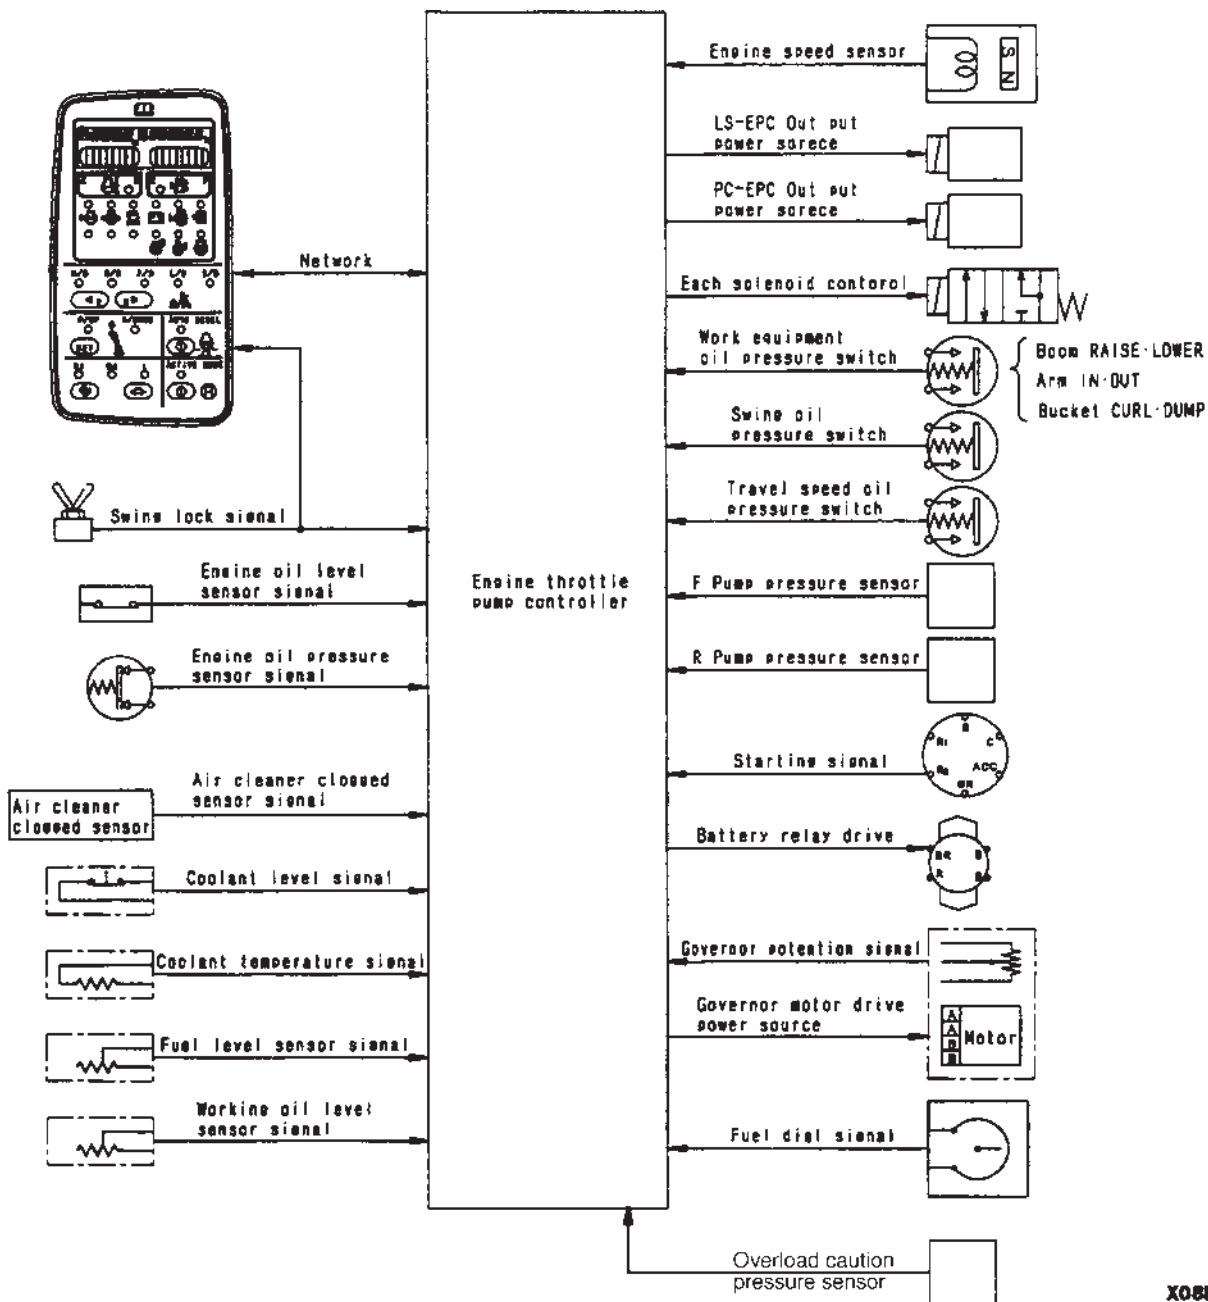 Engine speed sensor
S N
LS-EPC Out put
power sorece
PC-EPC Out put
power sorece
Network
Each solenoid contorol
Work equipment
oil pressure switch
Boom RAISE·LOWER
Arm IN·OUT
Bucket CURL·DUMP
Swing oil
pressure switch
Swing lock signal
Travel speed oil
pressure switch
Engine oil level
sensor signal
Engine throttle
pump controller
F Pump pressure sensor
Engine oil pressure
sensor signal
R Pump pressure sensor
Starting signal
B
R1
C
R2
ACC
BR
Air cleaner
clogged sensor
Air cleaner clogged
sensor signal
Battery relay drive
BR
R
Coolant level signal
Coolant temperature signal
Governor potention signal
Governor motor drive
power source
A
A
B
B
Motor
Fuel level sensor signal
Working oil level
sensor signal
Fuel dial signal
Overload caution
pressure sensor